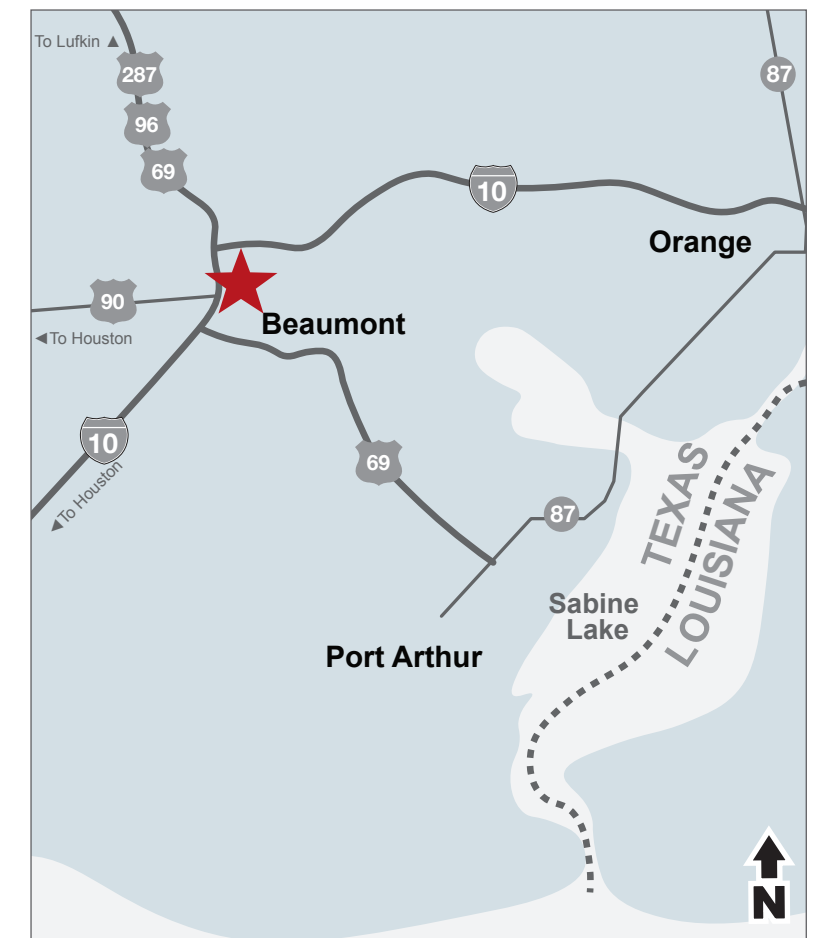 To Lufkin ▲
287
87
96
69
10
Orange
90
Beaumont
◀To Houston
10
◀To Houston
69
87
TEXAS
LOUISIANA
Sabine
Lake
Port Arthur
N